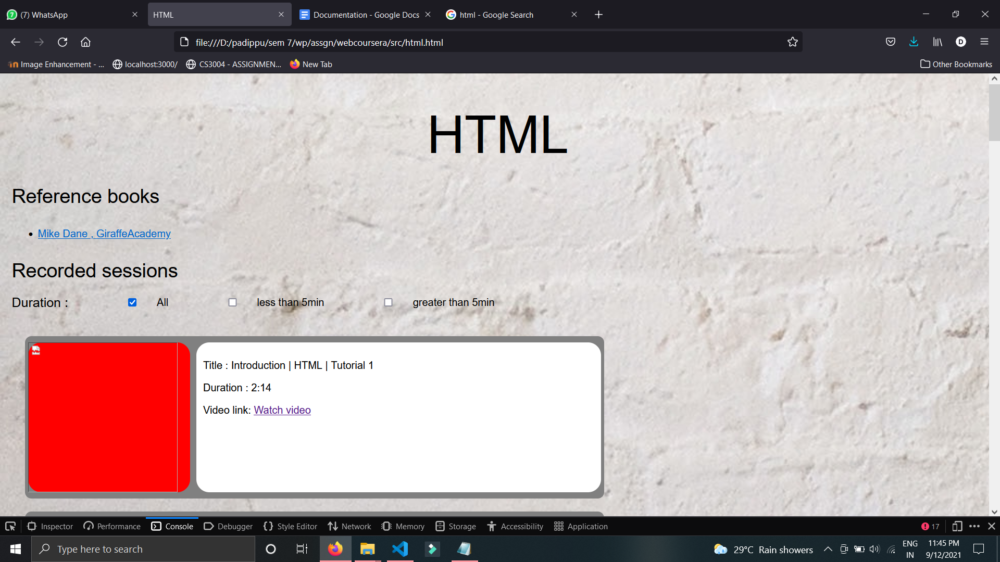 (7) WhatsApp
HTML
Documentation - Google Docs
html - Google Search
file:///D:/padippu/sem 7/wp/assgn/webcoursera/src/html.html
D
Image Enhancement - ...
localhost:3000/
CS3004 - ASSIGNMEN...
New Tab
Other Bookmarks
HTML
Reference books
Mike Dane , GiraffeAcademy
Recorded sessions
Duration :
All
less than 5min
greater than 5min
Title : Introduction | HTML | Tutorial 1
Duration : 2:14
Video link: Watch video
Inspector
Performance
Console
Debugger
Style Editor
Network
Memory
Storage
Accessibility
Application
17
Type here to search
29°C Rain showers
ENG
IN
11:45 PM
9/12/2021